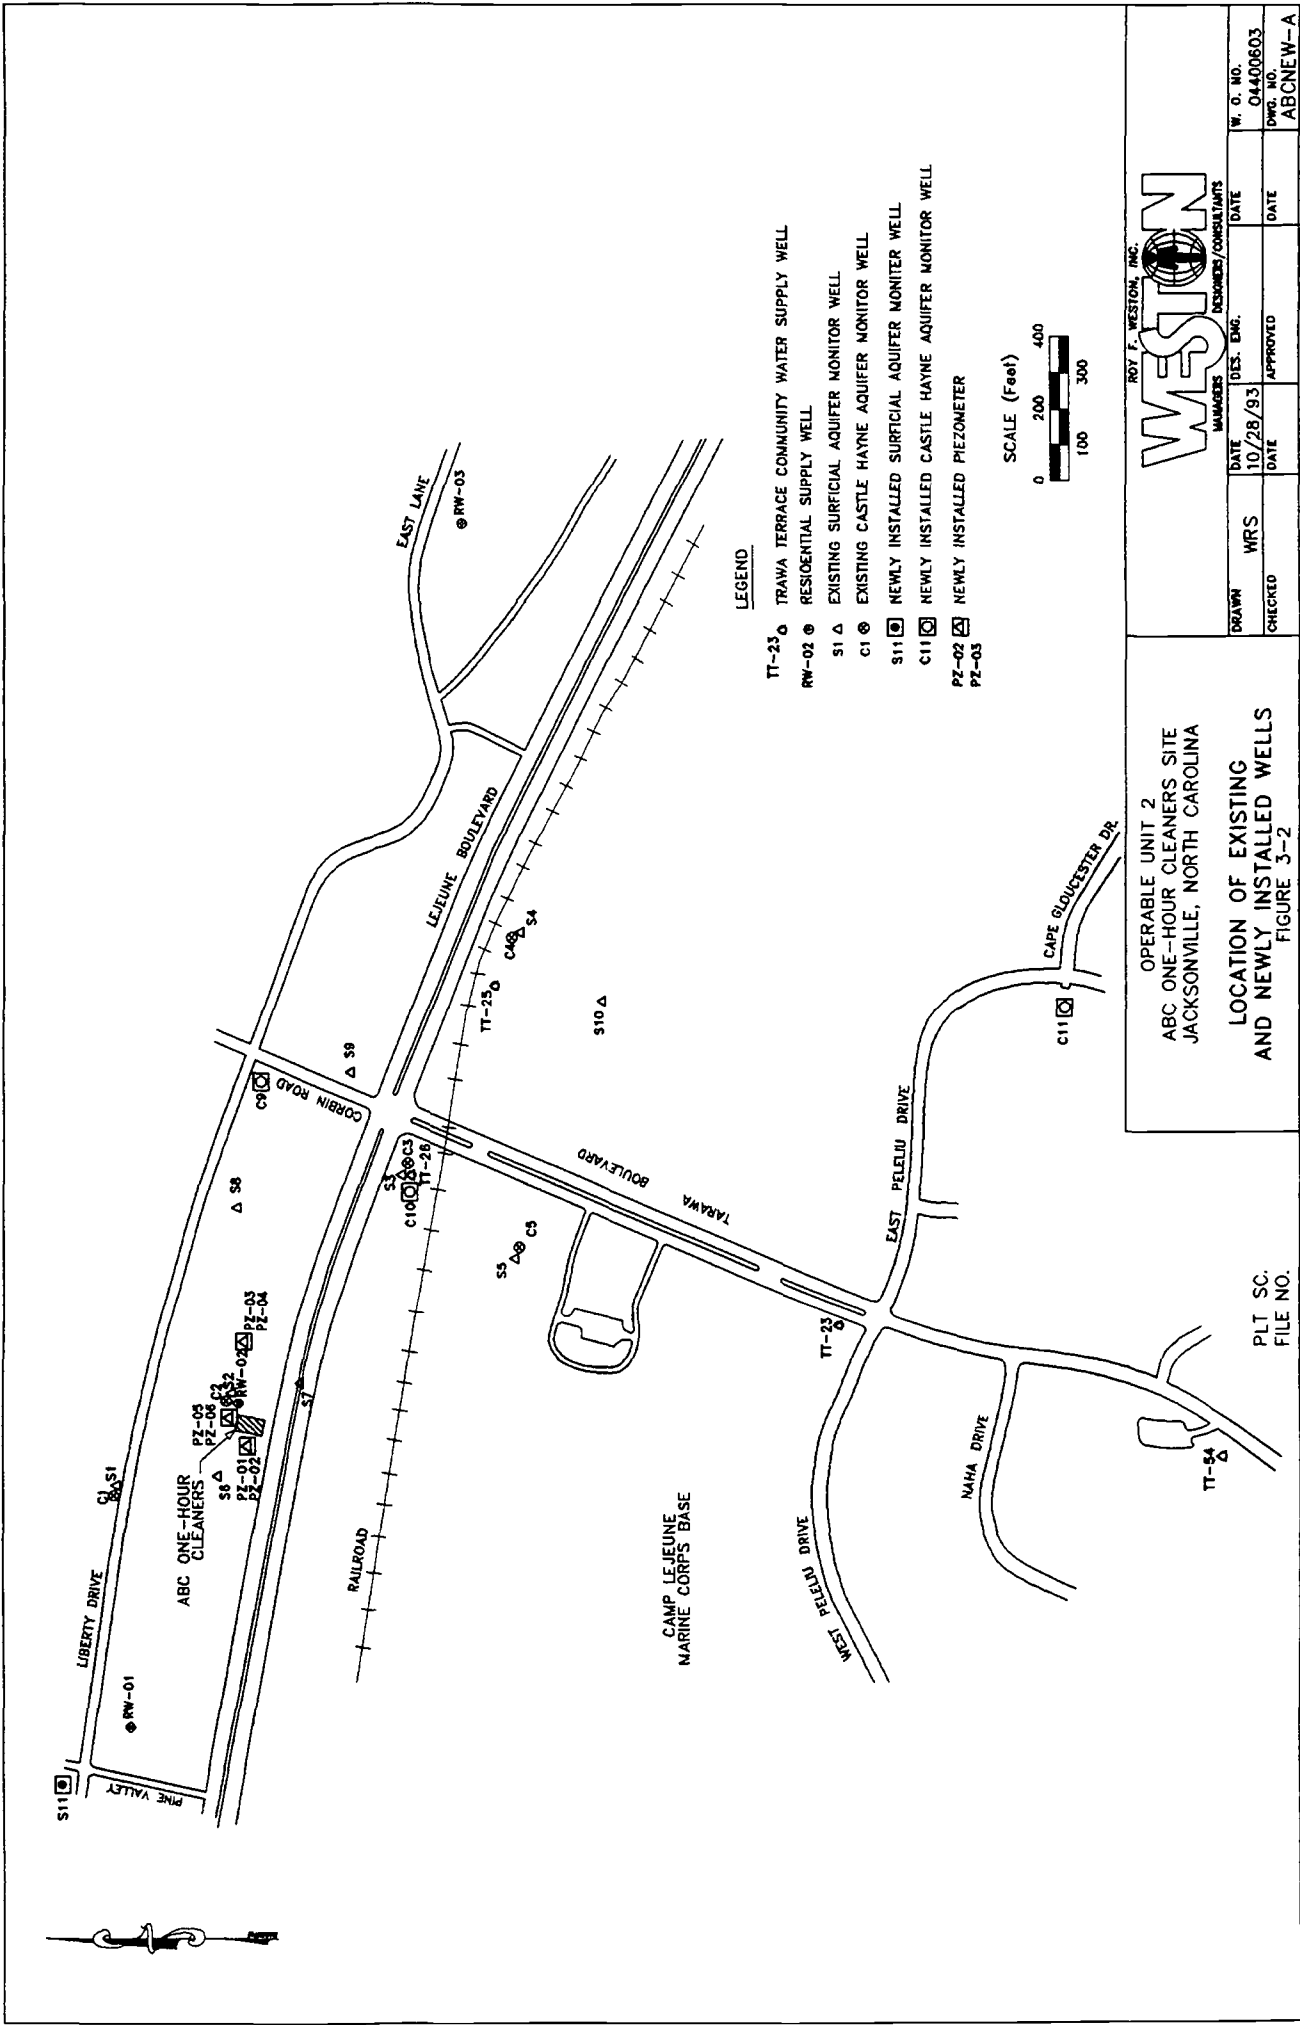 S11
PINE VALLEY
LIBERTY DRIVE
RW-01
C1
S1
ABC ONE-HOUR
CLEANERS
PZ-05
PZ-06
C2
S2
RW-02
S6
PZ-01
PZ-02
PZ-03
PZ-04
S8
C9
CORBIN ROAD
S9
S7
EAST LANE
RW-03
LEJEUNE BOULEVARD
RAILROAD
S3
C3
C10
TT-26
TT-25
C4
S4
S10
S5
C5
TARAWA BOULEVARD
CAMP LEJEUNE
MARINE CORPS BASE
TT-23
EAST PELELIU DRIVE
WEST PELELIU DRIVE
NAHA DRIVE
CAPE GLOUCESTER DR.
C11
TT-54
LEGEND
TT-23 TRAWA TERRACE COMMUNITY WATER SUPPLY WELL
RW-02 RESIDENTIAL SUPPLY WELL
S1 EXISTING SURFICIAL AQUIFER MONITOR WELL
C1 EXISTING CASTLE HAYNE AQUIFER MONITOR WELL
S11 NEWLY INSTALLED SURFICIAL AQUIFER MONITER WELL
C11 NEWLY INSTALLED CASTLE HAYNE AQUIFER MONITOR WELL
PZ-02 NEWLY INSTALLED PIEZOMETER
PZ-03
SCALE (Feet)
0 200 400
100 300
PLT SC.
FILE NO.
OPERABLE UNIT 2
ABC ONE-HOUR CLEANERS SITE
JACKSONVILLE, NORTH CAROLINA
LOCATION OF EXISTING
AND NEWLY INSTALLED WELLS
FIGURE 3-2
ROY F. WESTON, INC.
WESTON
MANAGERS DESIGNERS/CONSULTANTS
DRAWN WRS
DATE 10/28/93
DES. ENG.
DATE
W. O. NO. 04400603
CHECKED
DATE
APPROVED
DATE
DWG. NO. ABCNEW-A